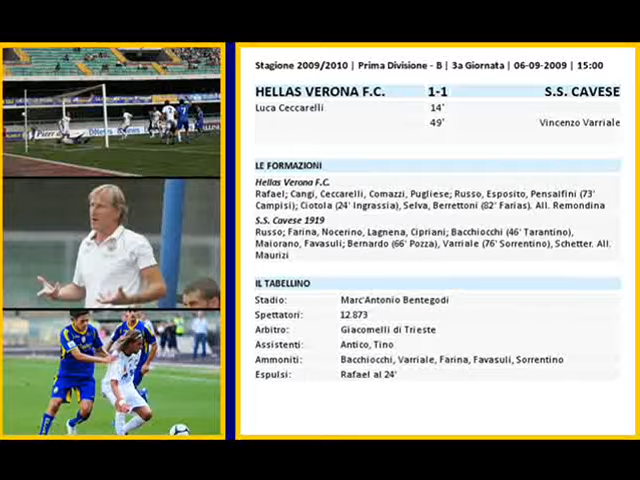 Stagione 2009/2010 | Prima Divisione - B | 3a Giornata | 06-09-2009 | 15:00
HELLAS VERONA F.C. 1-1 S.S. CAVESE
Luca Ceccarelli 14'
49' Vincenzo Varriale
LE FORMAZIONI
Hellas Verona F.C.
Rafael; Cangi, Ceccarelli, Comazzi, Pugliese; Russo, Esposito, Pensalfini (73'
Campisi); Ciotola (24' Ingrassia), Selva, Berrettoni (82' Farias). All. Remondina
S.S. Cavese 1919
Russo; Farina, Nocerino, Lagnena, Cipriani; Bacchiocchi (46' Tarantino),
Maiorano, Favasuli; Bernardo (66' Pozza), Varriale (76' Sorrentino), Schetter. All.
Maurizi
IL TABELLINO
Stadio: Marc'Antonio Bentegodi
Spettatori: 12.873
Arbitro: Giacomelli di Trieste
Assistenti: Antico, Tino
Ammoniti: Bacchiocchi, Varriale, Farina, Favasuli, Sorrentino
Espulsi: Rafael al 24'